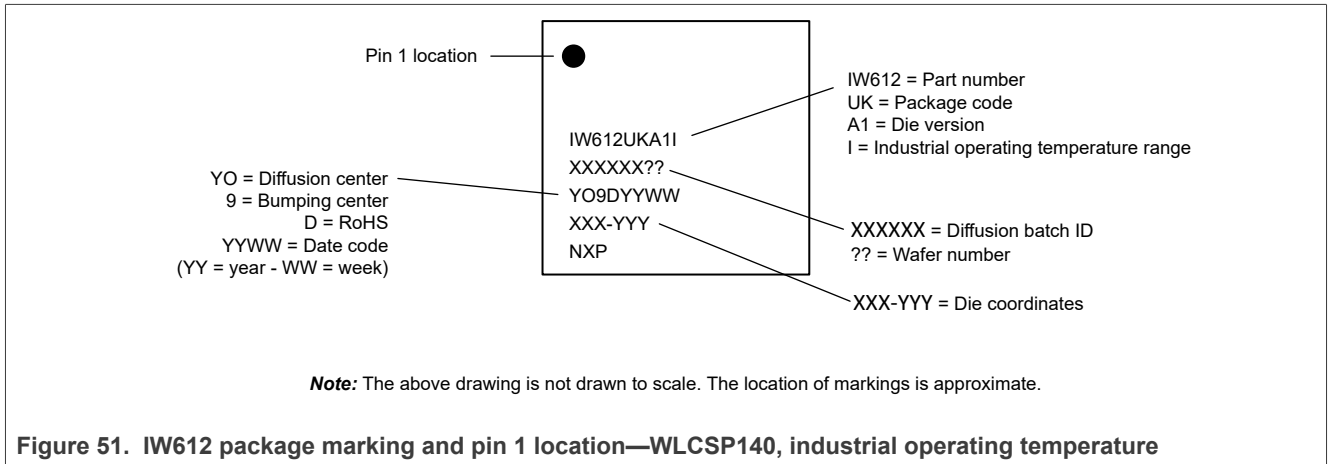 Pin 1 location
IW612 = Part number
UK = Package code
A1 = Die version
I = Industrial operating temperature range
IW612UKA1I
XXXXXX??
YO9DYYWW
XXX-YYY
NXP
YO = Diffusion center
9 = Bumping center
D = RoHS
YYWW = Date code
(YY = year - WW = week)
XXXXXX = Diffusion batch ID
?? = Wafer number
XXX-YYY = Die coordinates
Note: The above drawing is not drawn to scale. The location of markings is approximate.
Figure 51. IW612 package marking and pin 1 location—WLCSP140, industrial operating temperature